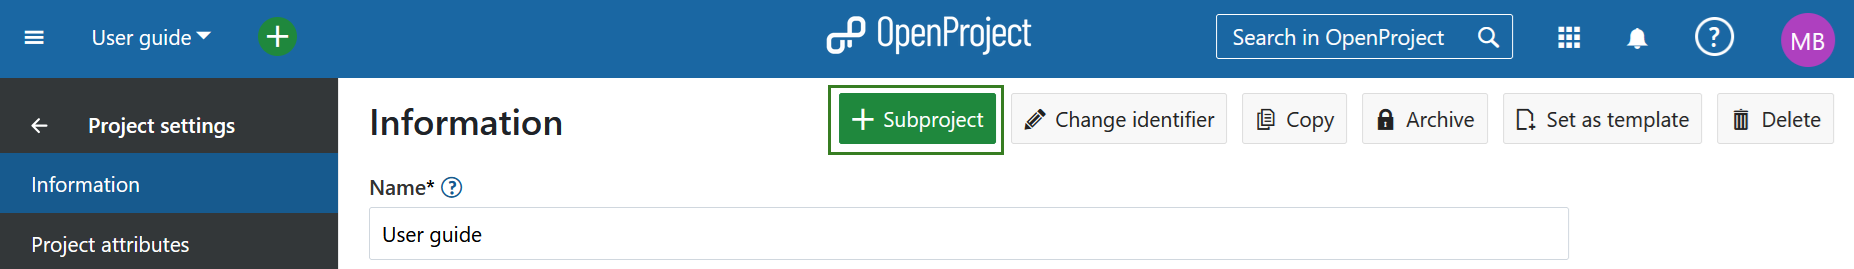 User guide
OpenProject
Search in OpenProject
?
MB
Project settings
Information
Project attributes
Information
Subproject
Change identifier
Copy
Archive
Set as template
Delete
Name* ?
User guide